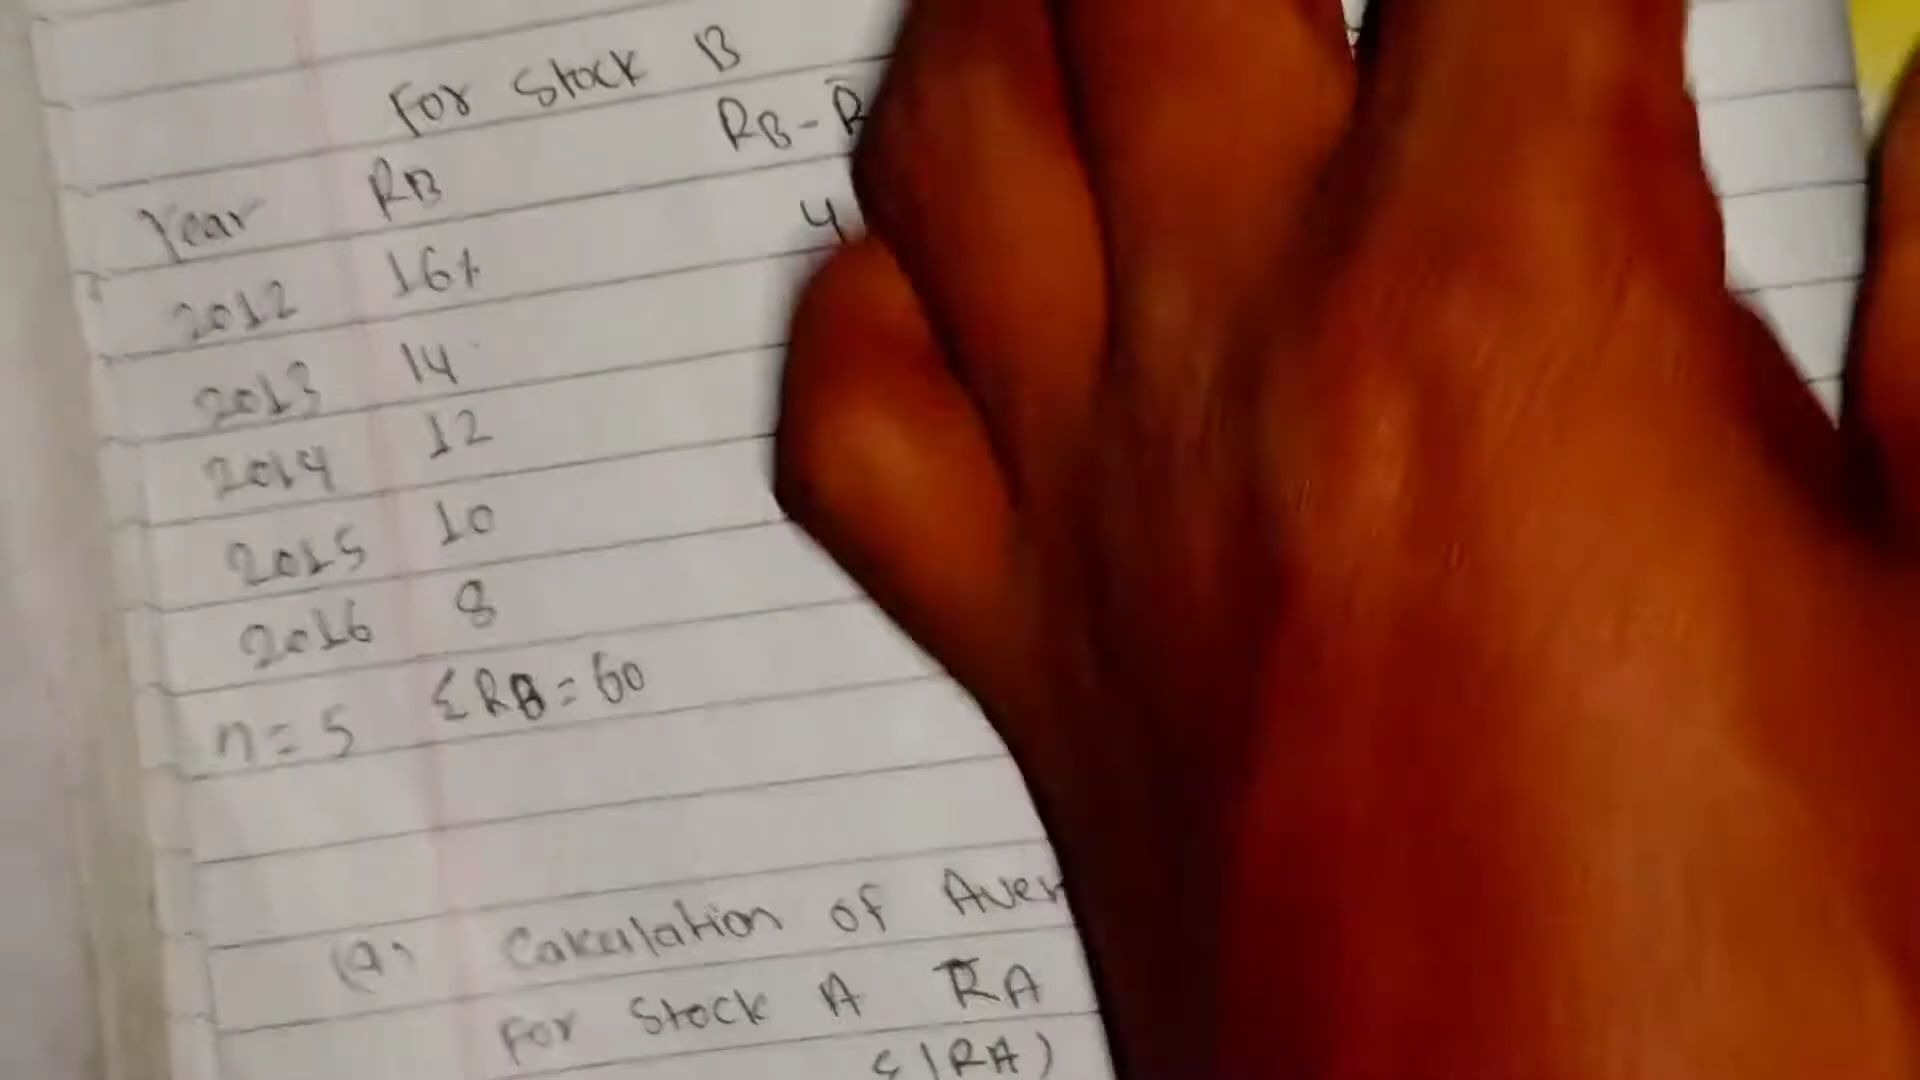 For Stock B
Year RB RB - R̄
2012 16% 4
2013 14
2014 12
2015 10
2016 8
n = 5 ΣRB = 60
(a) Calculation of Aver
For Stock A R̄A
Σ(RA)